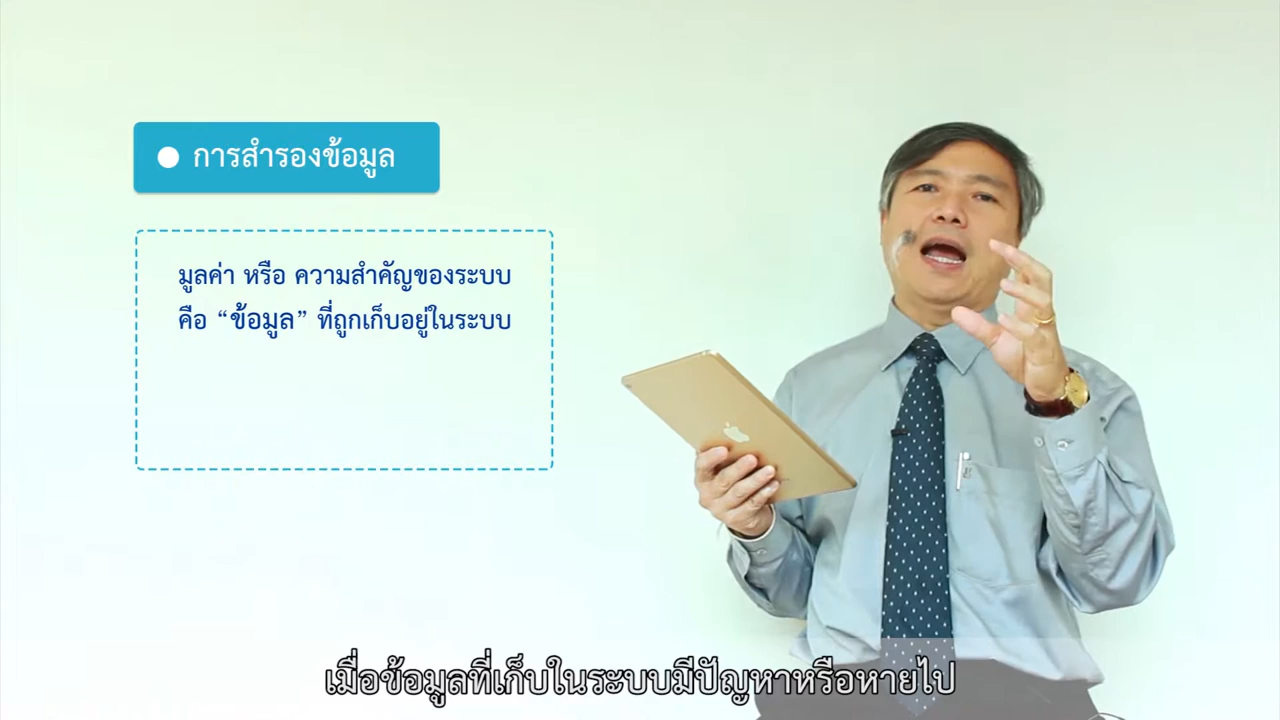 การสำรองข้อมูล
มูลค่า หรือ ความสำคัญของระบบ
คือ “ข้อมูล” ที่ถูกเก็บอยู่ในระบบ
เมื่อข้อมูลที่เก็บในระบบมีปัญหาหรือหายไป